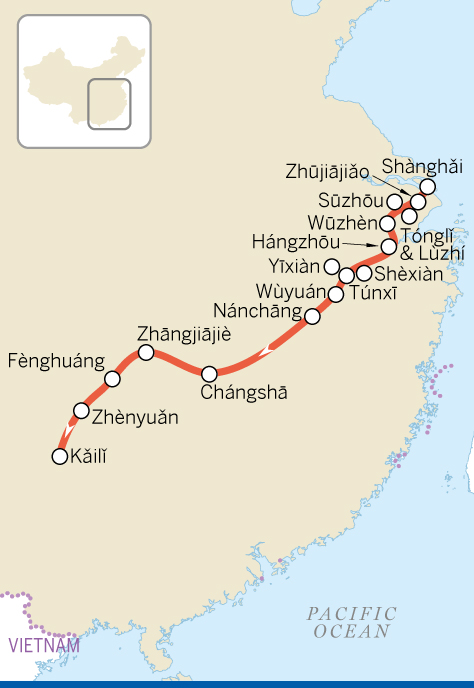 Shànghǎi
Zhūjiājiǎo
Sūzhōu
Wūzhèn
Tónglǐ
& Lùzhí
Hángzhōu
Yīxiàn
Shèxiàn
Wùyuán
Túnxī
Nánchāng
Zhāngjiājiè
Fènghuáng
Chángshā
Zhènyuǎn
Kǎilǐ
PACIFIC
OCEAN
VIETNAM